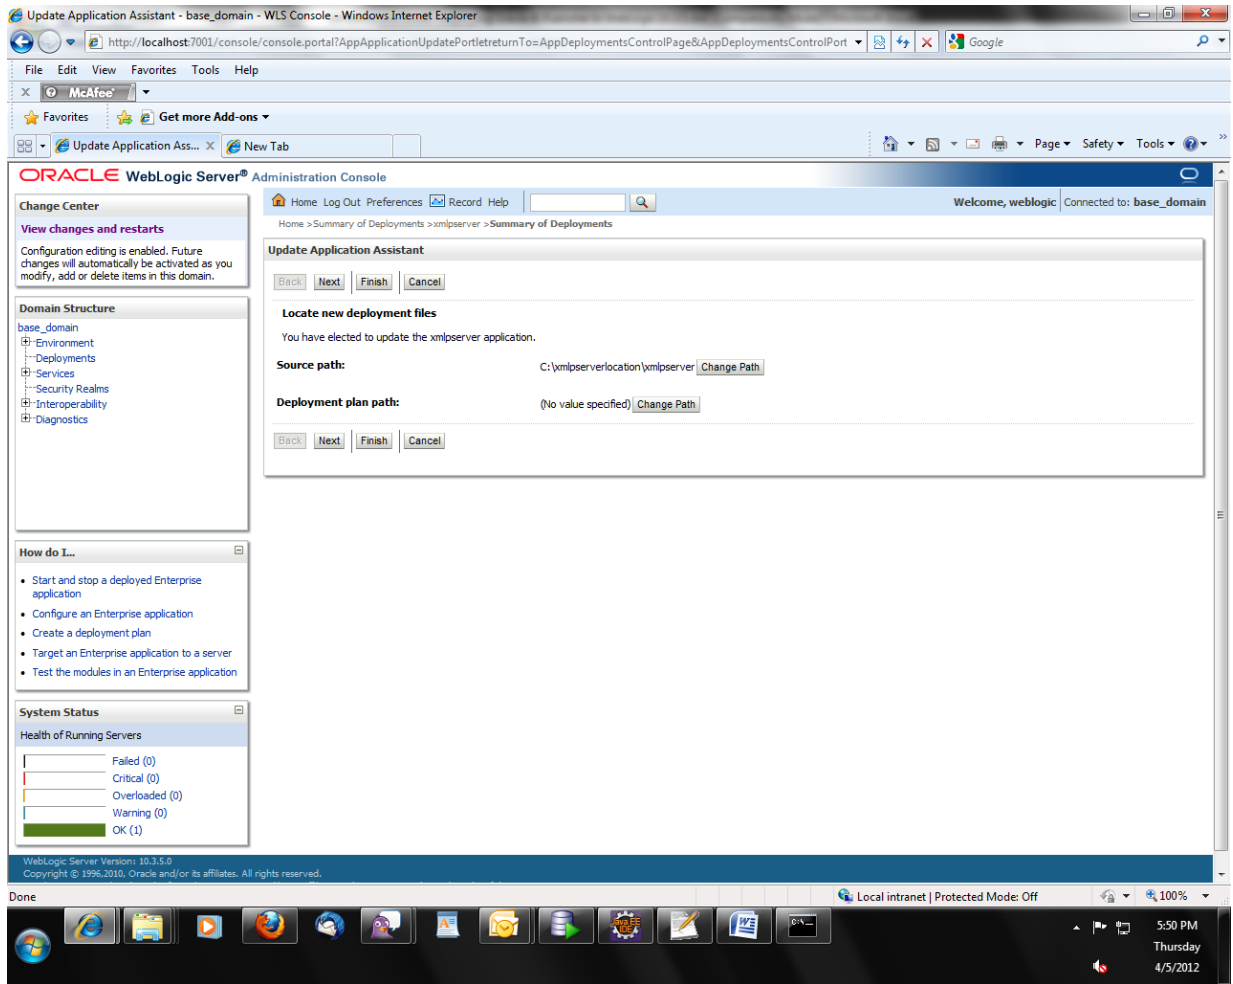 Update Application Assistant - base_domain - WLS Console - Windows Internet Explorer
http://localhost:7001/console/console.portal?AppApplicationUpdatePortletreturnTo=AppDeploymentsControlPage&AppDeploymentsControlPort
Google
File Edit View Favorites Tools Help
X McAfee
Favorites Get more Add-ons
Update Application Ass... X New Tab
Page Safety Tools
ORACLE WebLogic Server® Administration Console
Change Center
View changes and restarts
Configuration editing is enabled. Future
changes will automatically be activated as you
modify, add or delete items in this domain.
Domain Structure
base_domain
Environment
Deployments
Services
Security Realms
Interoperability
Diagnostics
How do I...
Start and stop a deployed Enterprise
application
Configure an Enterprise application
Create a deployment plan
Target an Enterprise application to a server
Test the modules in an Enterprise application
System Status
Health of Running Servers
Failed (0)
Critical (0)
Overloaded (0)
Warning (0)
OK (1)
Home Log Out Preferences Record Help
Welcome, weblogic Connected to: base_domain
Home >Summary of Deployments >xmlpserver >Summary of Deployments
Update Application Assistant
Back Next Finish Cancel
Locate new deployment files
You have elected to update the xmlpserver application.
Source path: C:\xmlpserverlocation\xmlpserver Change Path
Deployment plan path: (No value specified) Change Path
Back Next Finish Cancel
WebLogic Server Version: 10.3.5.0
Copyright © 1996,2010, Oracle and/or its affiliates. All rights reserved.
Done
Local intranet | Protected Mode: Off
100%
Java EE
IDE
C:\_
5:50 PM
Thursday
4/5/2012